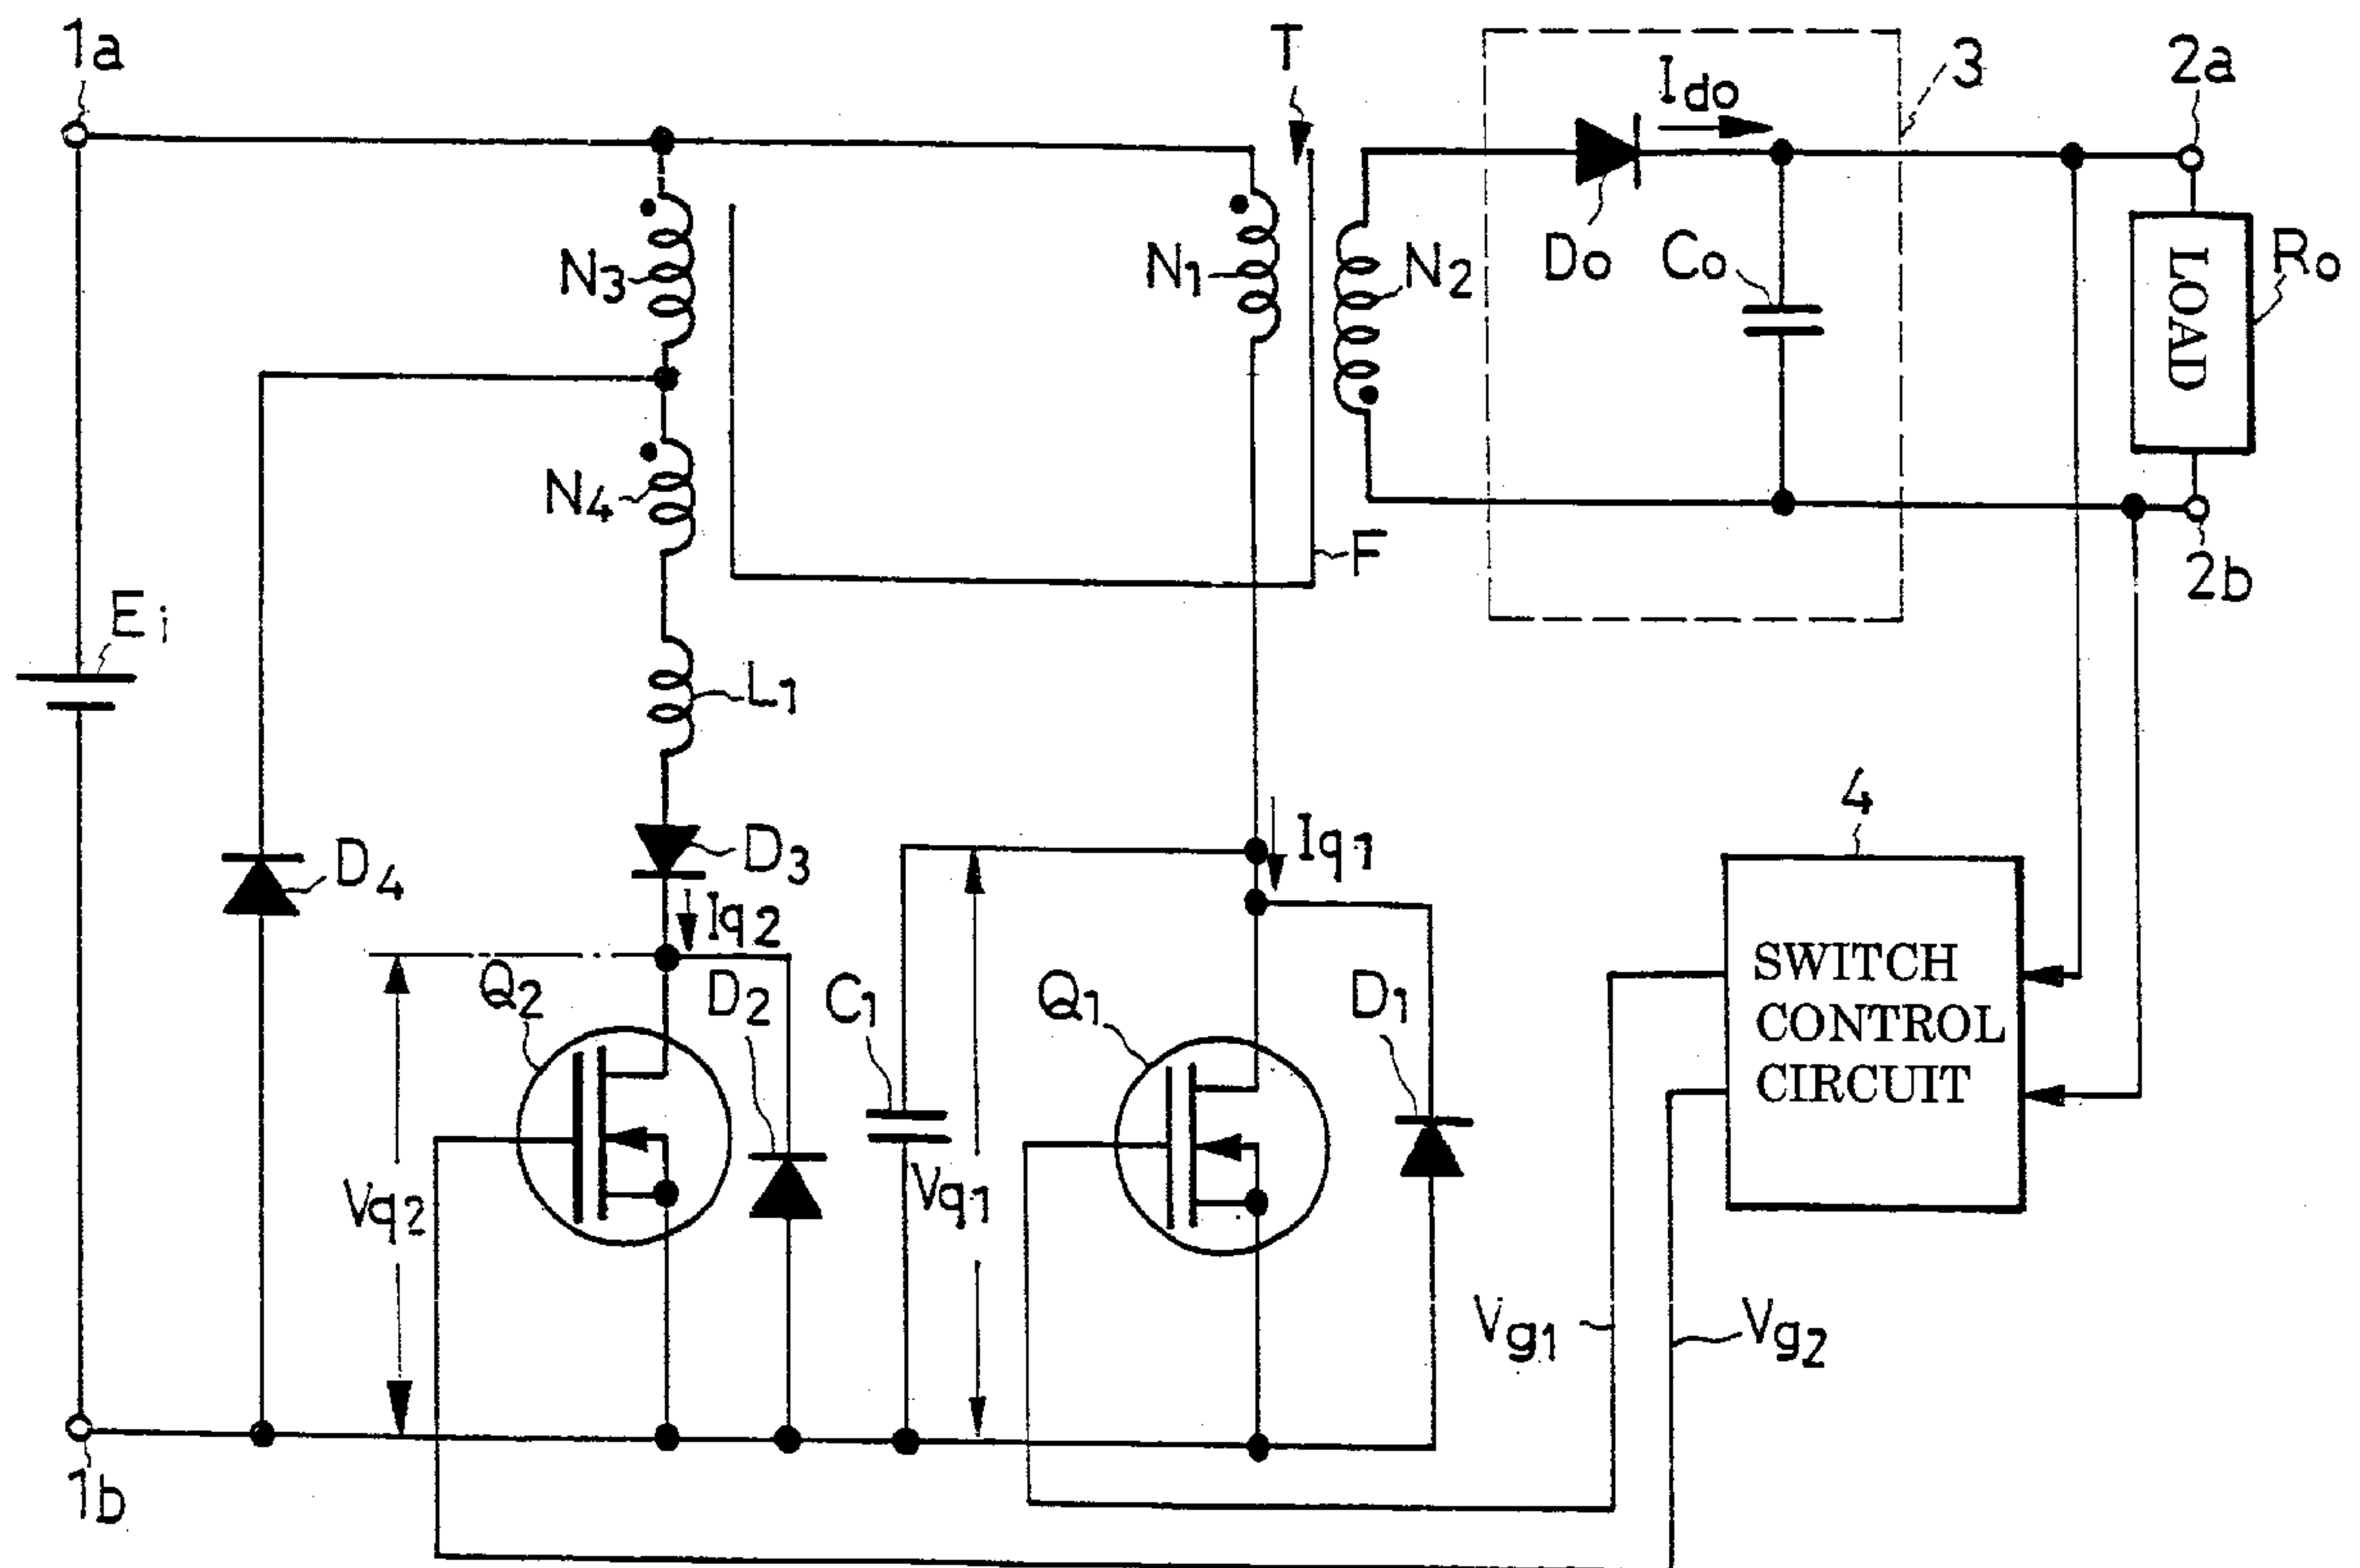 1a
T
Ido
3
2a
N3
N1
N2
Do
Co
LOAD
Ro
N4
F
2b
Ei
L1
4
D4
D3
Iq1
Iq2
Q2
D2
C1
Q1
D1
SWITCH
CONTROL
CIRCUIT
Vq2
Vq1
Vg1
Vg2
1b